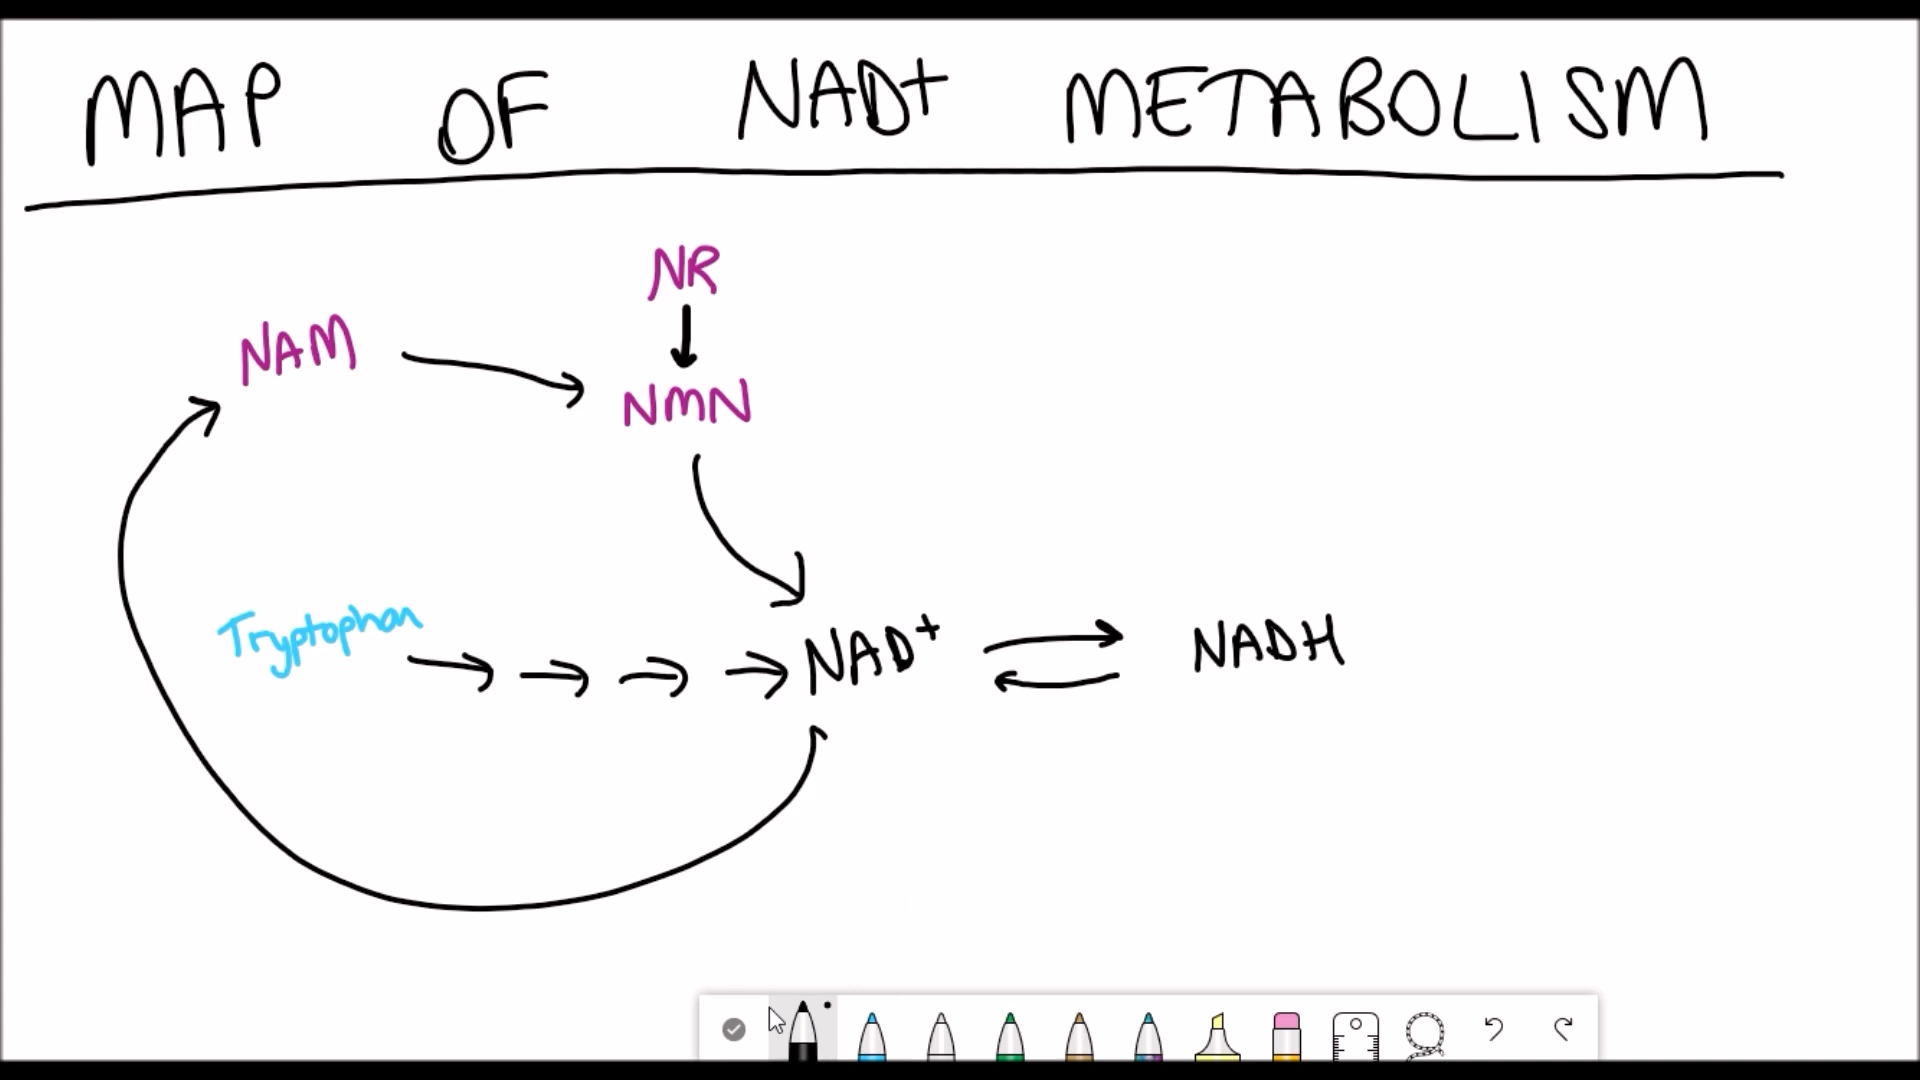 MAP OF NAD+ METABOLISM
NR
NAM
NMN
Tryptophan
NAD+
NADH